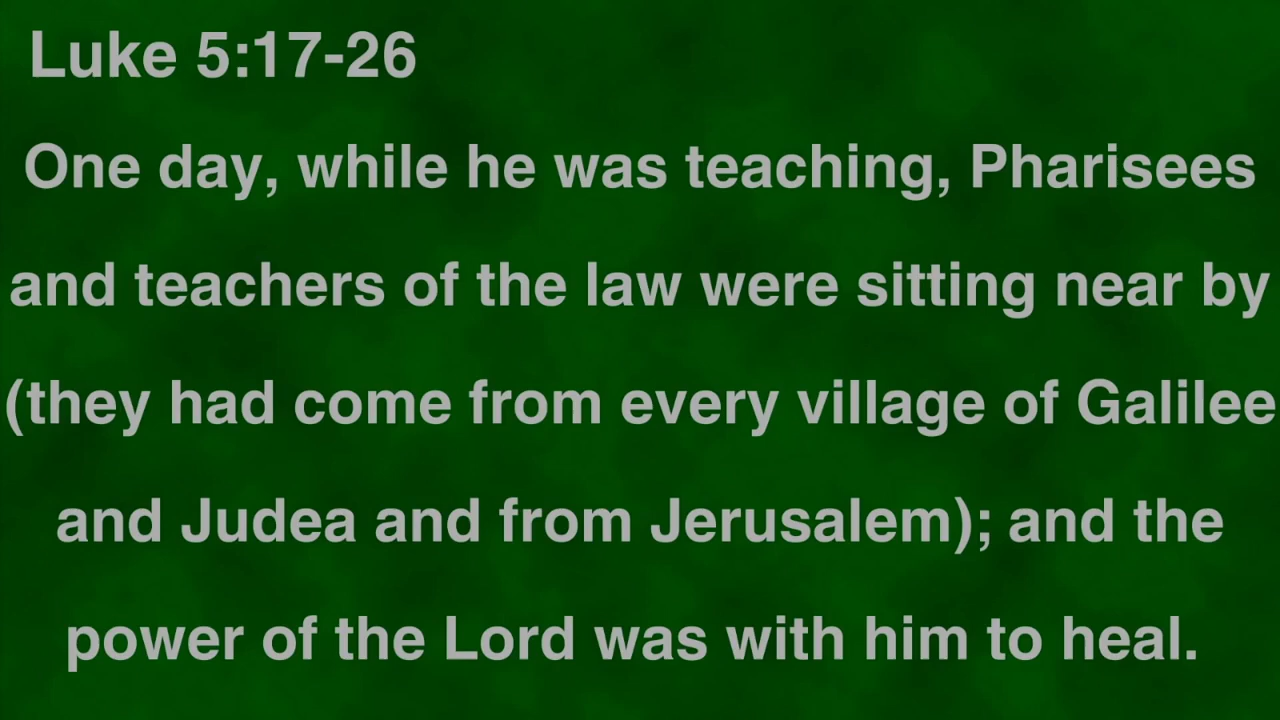 Luke 5:17-26
One day, while he was teaching, Pharisees
and teachers of the law were sitting near by
(they had come from every village of Galilee
and Judea and from Jerusalem); and the
power of the Lord was with him to heal.